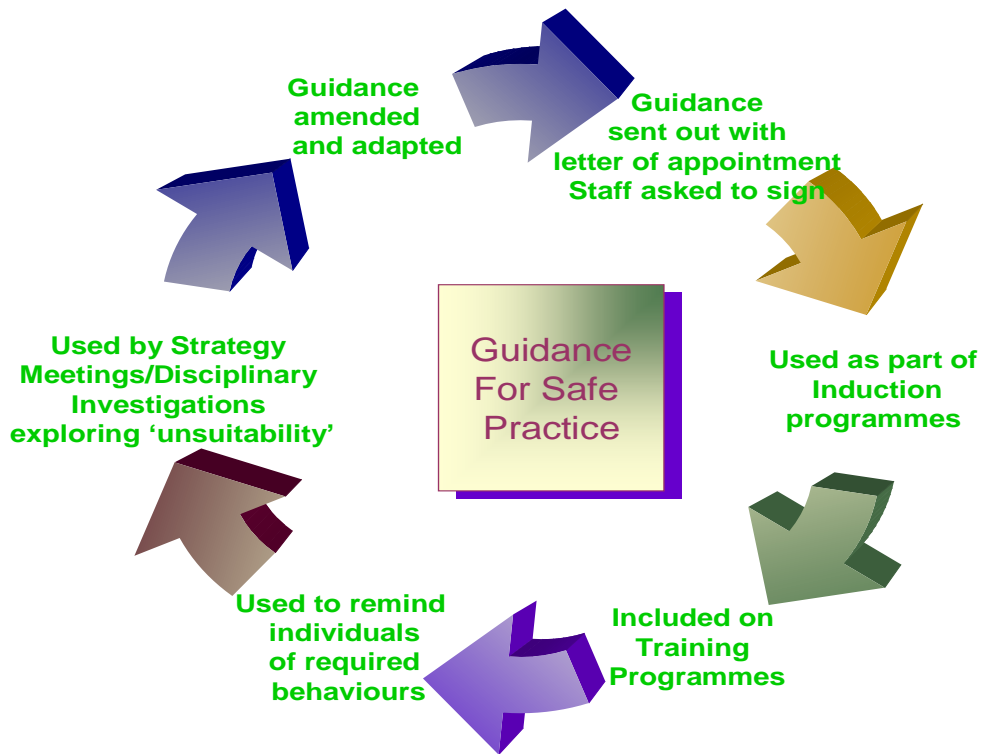 Guidance
amended
and adapted
Guidance
sent out with
letter of appointment
Staff asked to sign
Used as part of
Induction
programmes
Included on
Training
Programmes
Used to remind
individuals
of required
behaviours
Used by Strategy
Meetings/Disciplinary
Investigations
exploring ‘unsuitability’
Guidance
For Safe
Practice